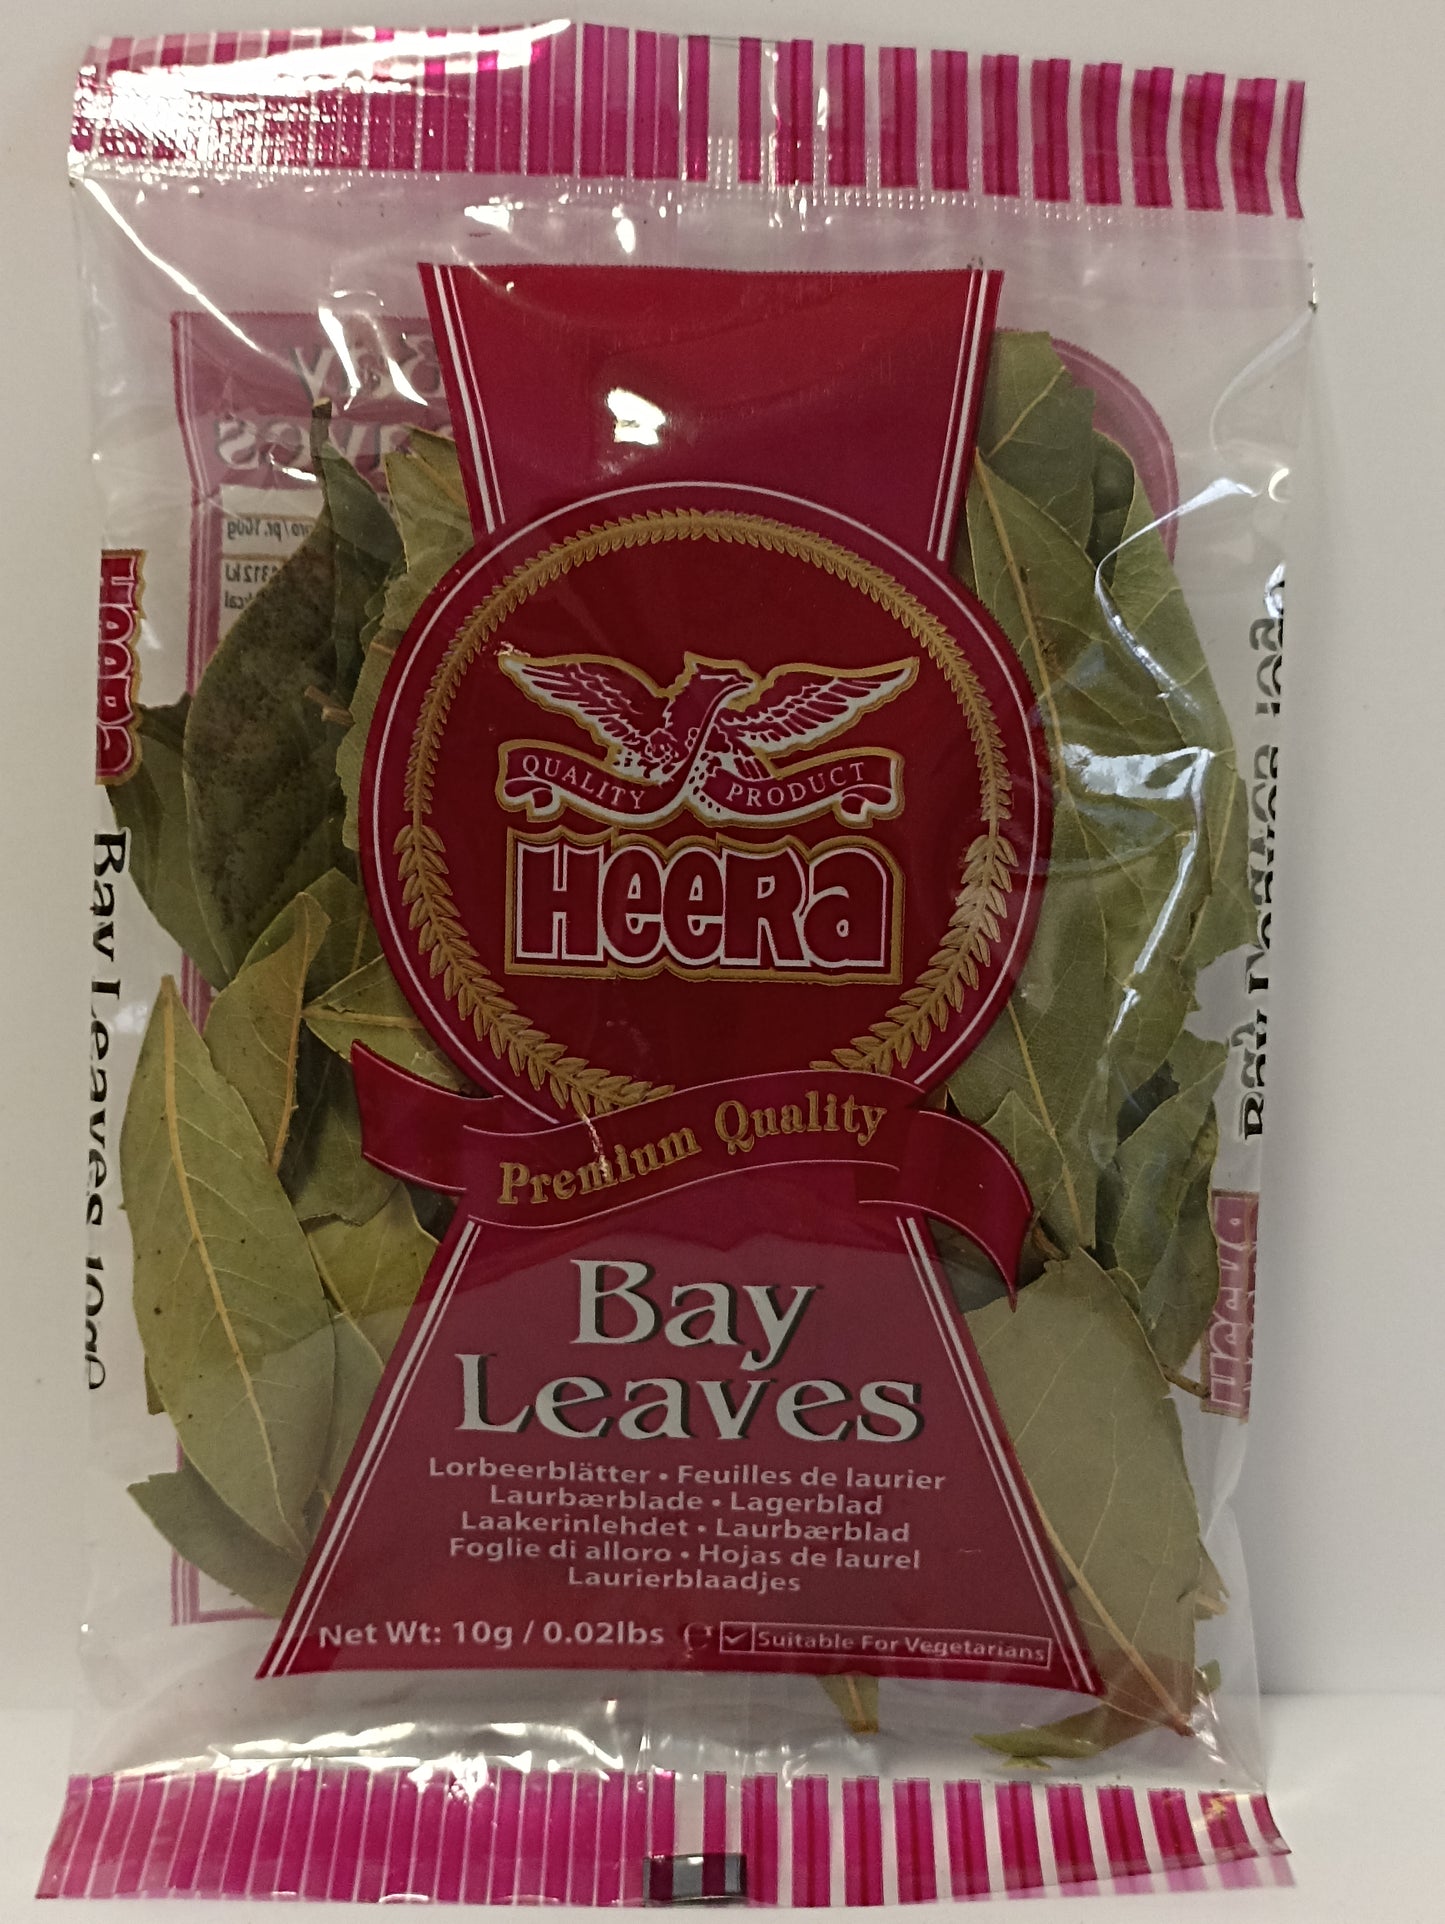 QUALITY PRODUCT
HEERa
Premium Quality
Bay
Leaves
Lorbeerblätter • Feuilles de laurier
Laurbærblade • Lagerblad
Laakerinlehdet • Laurbærblad
Foglie di alloro • Hojas de laurel
Laurierblaadjes
Net Wt: 10g / 0.02lbs ℮ Suitable For Vegetarians
Bay Leaves 10g